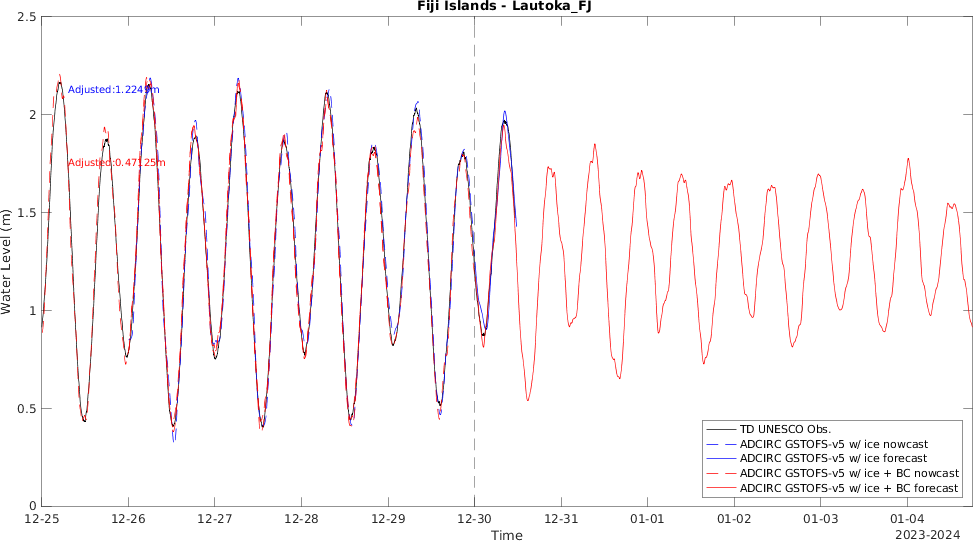 Fiji Islands - Lautoka_FJ
2.5
Adjusted:1.2249m
2
Adjusted:0.47125m
1.5
Water Level (m)
1
0.5
0
TD UNESCO Obs.
ADCIRC GSTOFS-v5 w/ ice nowcast
ADCIRC GSTOFS-v5 w/ ice forecast
ADCIRC GSTOFS-v5 w/ ice + BC nowcast
ADCIRC GSTOFS-v5 w/ ice + BC forecast
12-25 12-26 12-27 12-28 12-29 12-30 12-31 01-01 01-02 01-03 01-04
Time
2023-2024